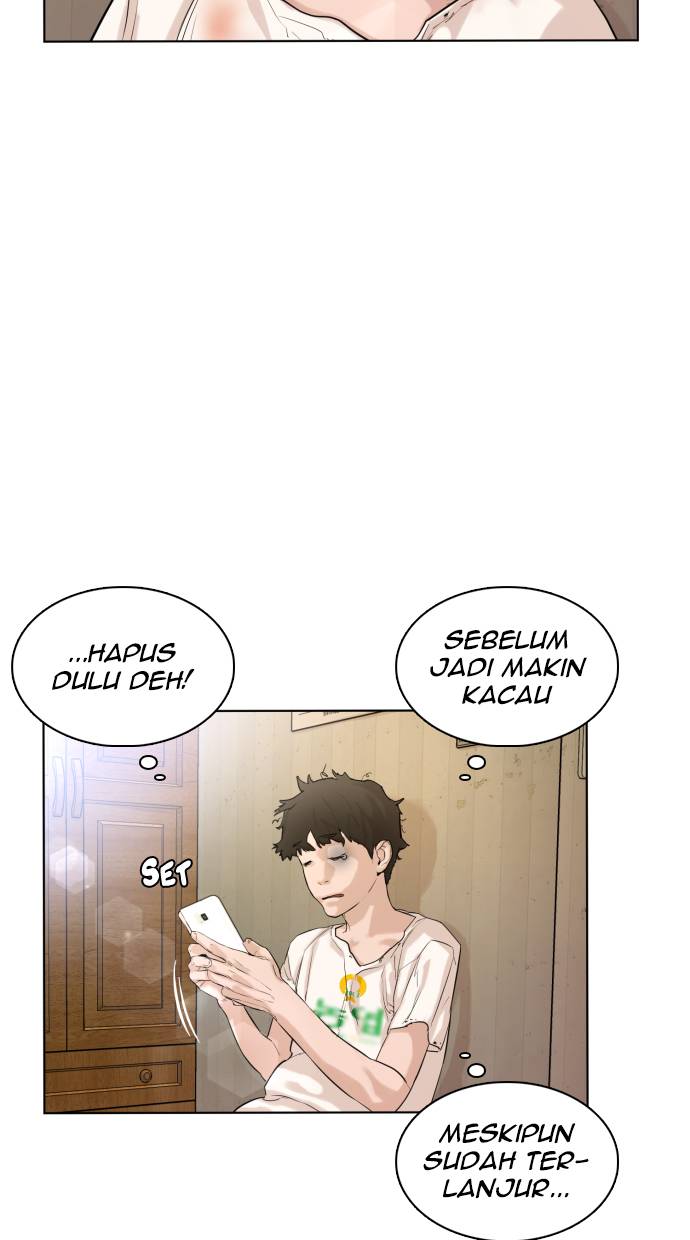 ...HAPUS
DULU DEH!
SEBELUM
JADI MAKIN
KACAU
SET
MESKIPUN
SUDAH TER-
LANJUR...